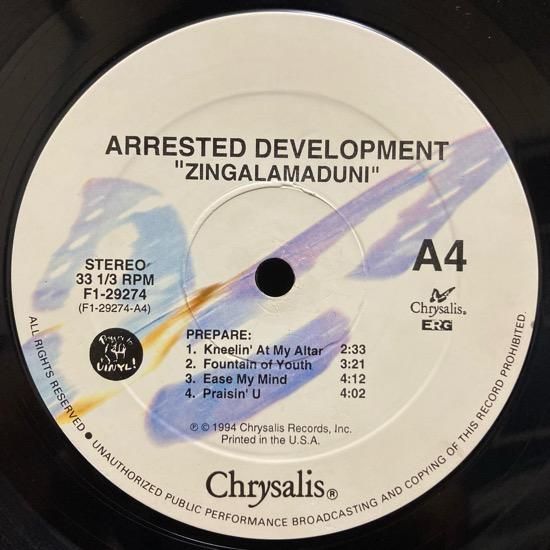 ARRESTED DEVELOPMENT
"ZINGALAMADUNI"
STEREO
33 1/3 RPM
F1-29274
(F1-29274-A4)
A4
Chrysalis®
ERG
VINYL!
PREPARE:
1. Kneelin' At My Altar 2:33
2. Fountain of Youth 3:21
3. Ease My Mind 4:12
4. Praisin' U 4:02
℗ © 1994 Chrysalis Records, Inc.
Printed in the U.S.A.
Chrysalis®
ALL RIGHTS RESERVED ● UNAUTHORIZED PUBLIC PERFORMANCE BROADCASTING AND COPYING OF THIS RECORD PROHIBITED.